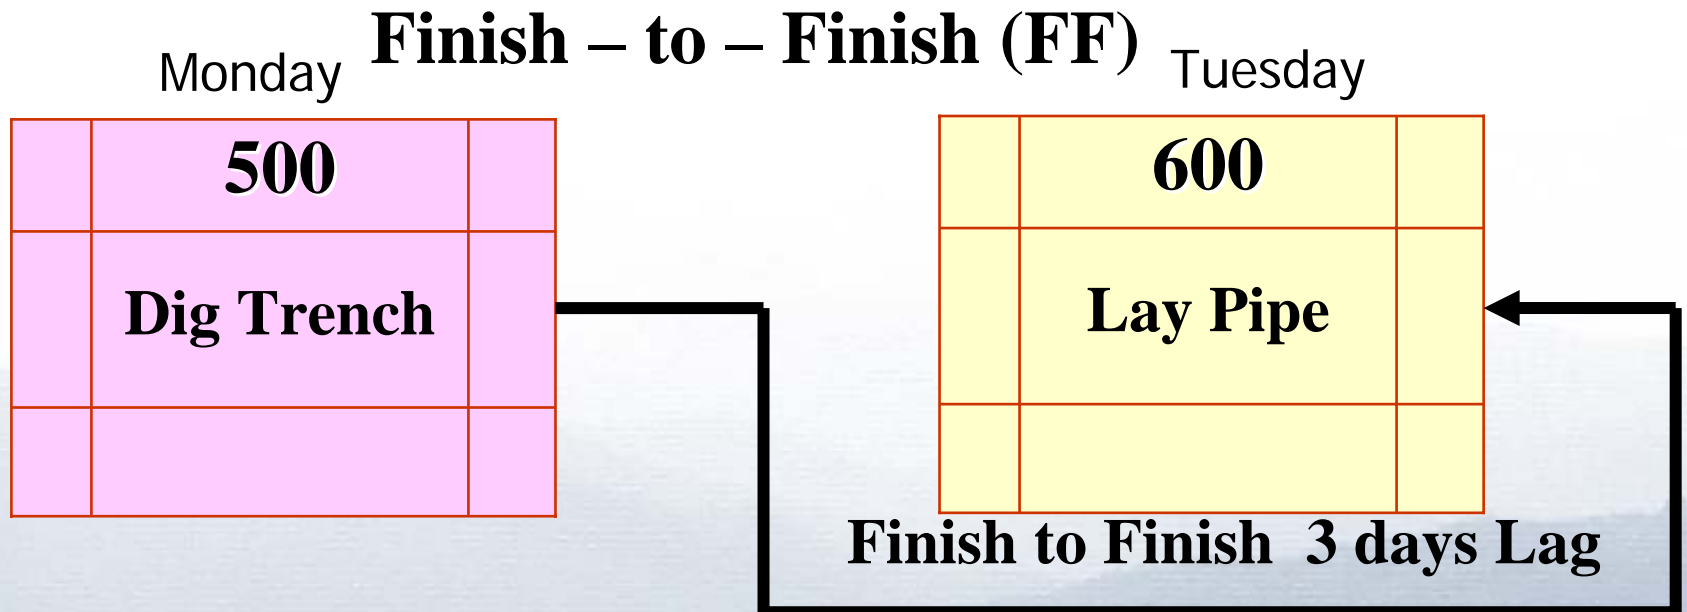 Finish – to – Finish (FF)
Monday
Tuesday
500
600
Dig Trench
Lay Pipe
Finish to Finish 3 days Lag